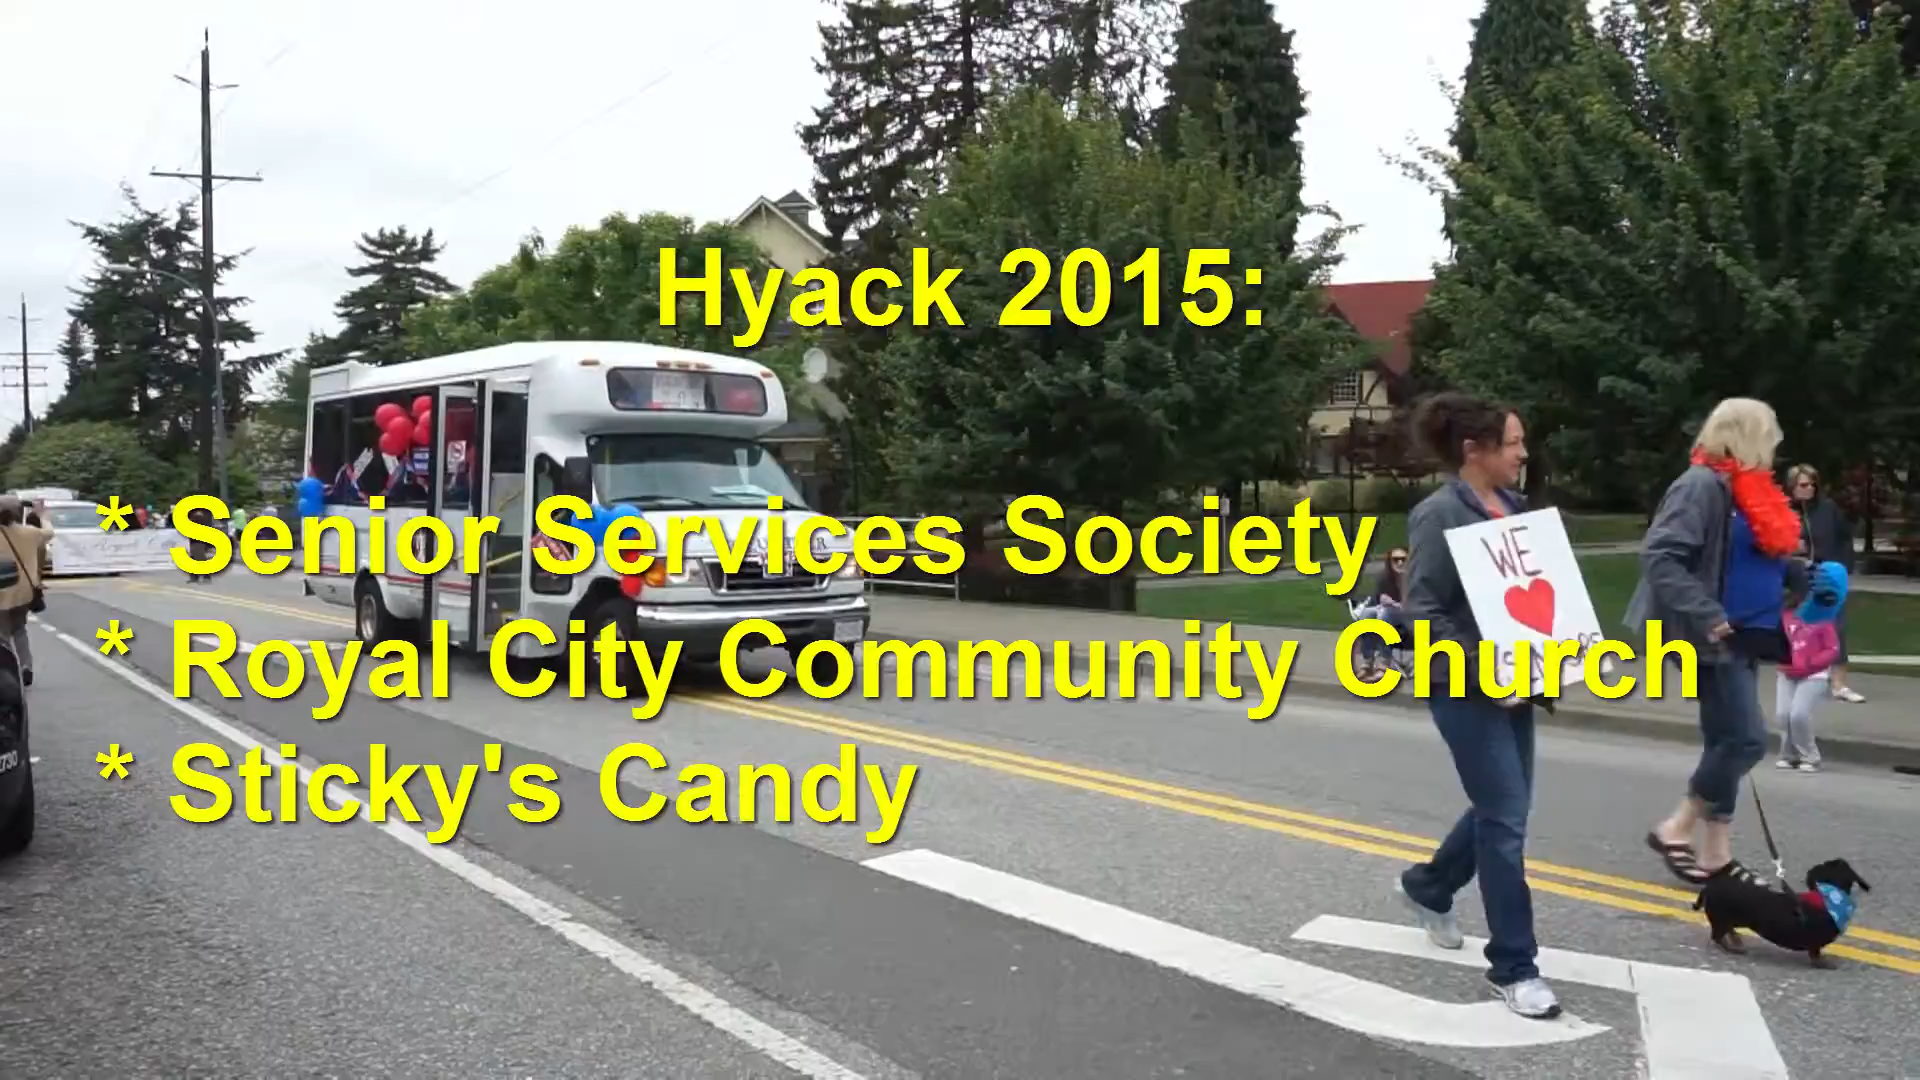 Hyack 2015:
* Senior Services Society
* Royal City Community Church
* Sticky's Candy
WE